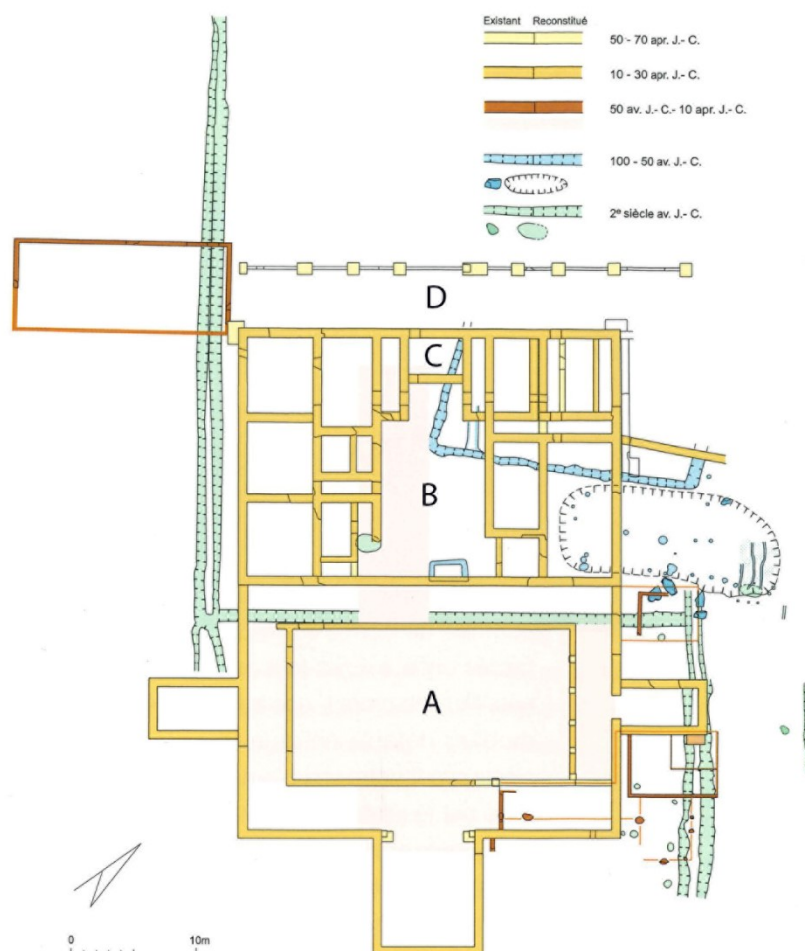 Existant Reconstitué
50 - 70 apr. J.- C.
10 - 30 apr. J.- C.
50 av. J.- C.- 10 apr. J.- C.
100 - 50 av. J.- C.
2e siècle av. J.- C.
D
C
B
A
0 10m